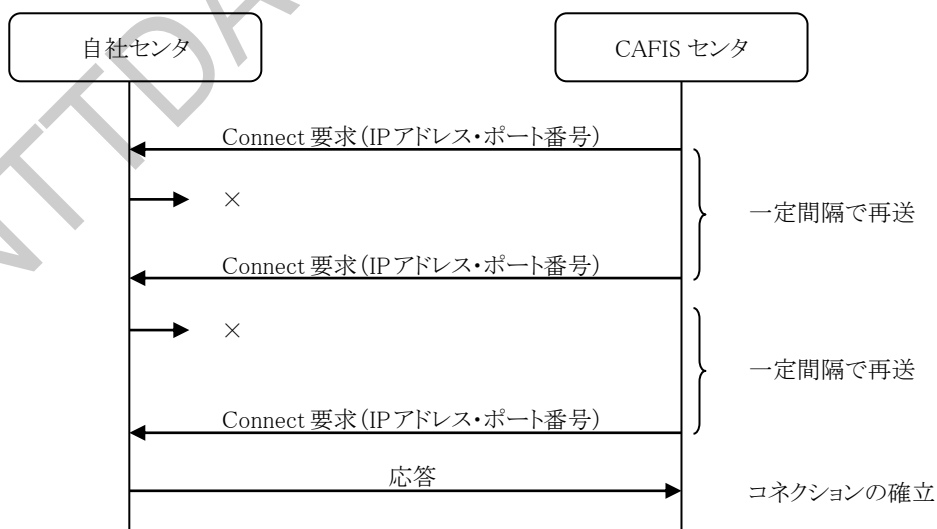 NTTDA
自社センタ
CAFIS センタ
Connect 要求(IPアドレス・ポート番号)
×
一定間隔で再送
Connect 要求(IPアドレス・ポート番号)
×
一定間隔で再送
Connect 要求(IPアドレス・ポート番号)
応答
コネクションの確立